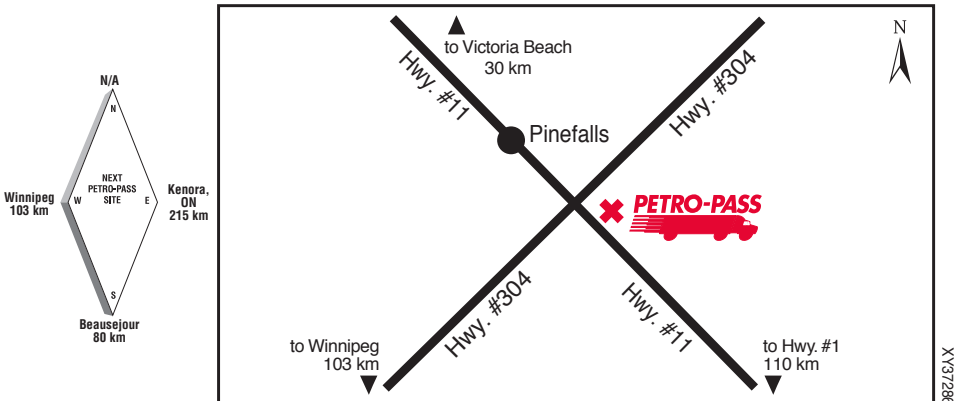 N/A
N
NEXT
PETRO-PASS
SITE
W
E
Winnipeg
103 km
Kenora,
ON
215 km
S
Beausejour
80 km
to Victoria Beach
30 km
N
Hwy. #11
Hwy. #304
Pinefalls
PETRO-PASS
Hwy. #304
Hwy. #11
to Winnipeg
103 km
to Hwy. #1
110 km